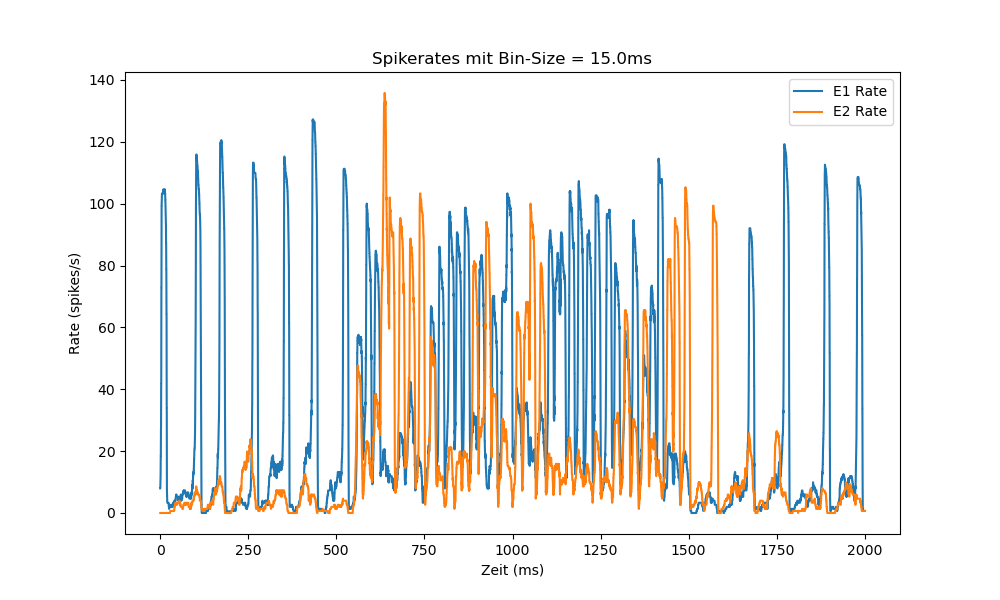 Spikerates mit Bin-Size = 15.0ms
E1 Rate
E2 Rate
Rate (spikes/s)
140
120
100
80
60
40
20
0
0 250 500 750 1000 1250 1500 1750 2000
Zeit (ms)